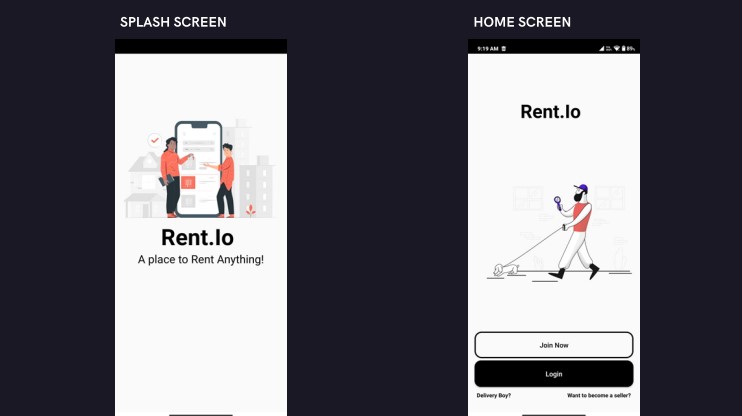 SPLASH SCREEN
HOME SCREEN
9:19 AM
89%
Rent.Io
Rent.Io
A place to Rent Anything!
Join Now
Login
Delivery Boy?
Want to become a seller?